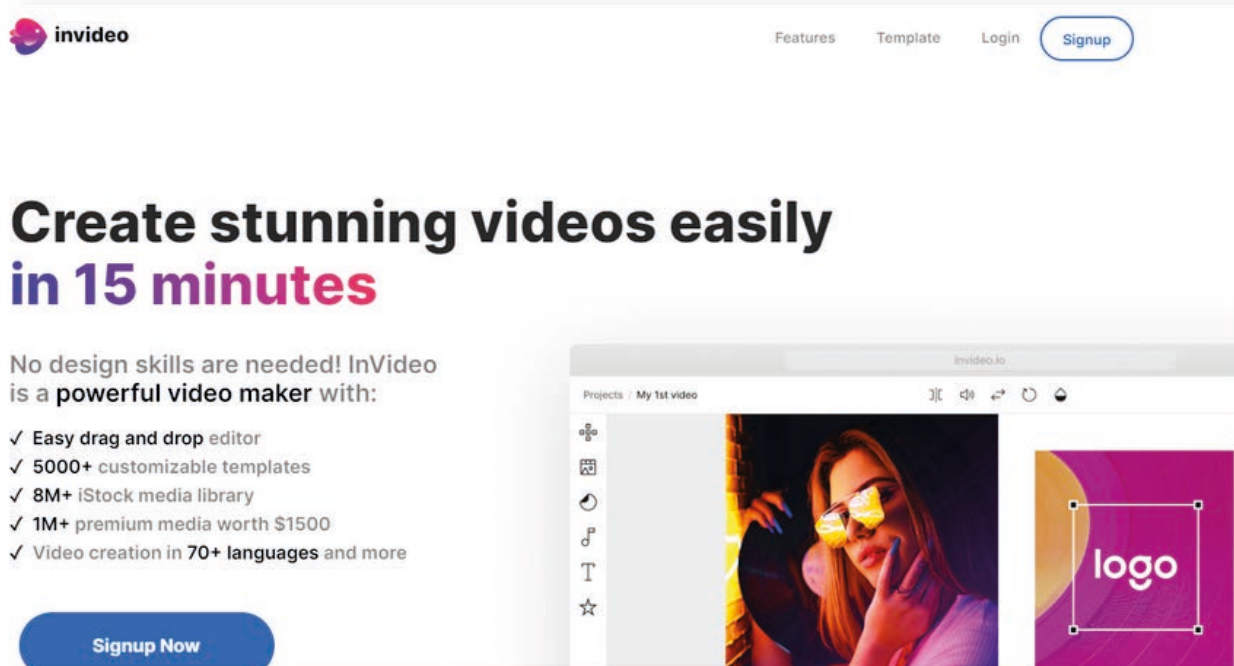 invideo
Features Template Login Signup
Create stunning videos easily
in 15 minutes
No design skills are needed! InVideo
is a powerful video maker with:
✓ Easy drag and drop editor
✓ 5000+ customizable templates
✓ 8M+ iStock media library
✓ 1M+ premium media worth $1500
✓ Video creation in 70+ languages and more
Signup Now
invideo.io
Projects / My 1st video
T
logo